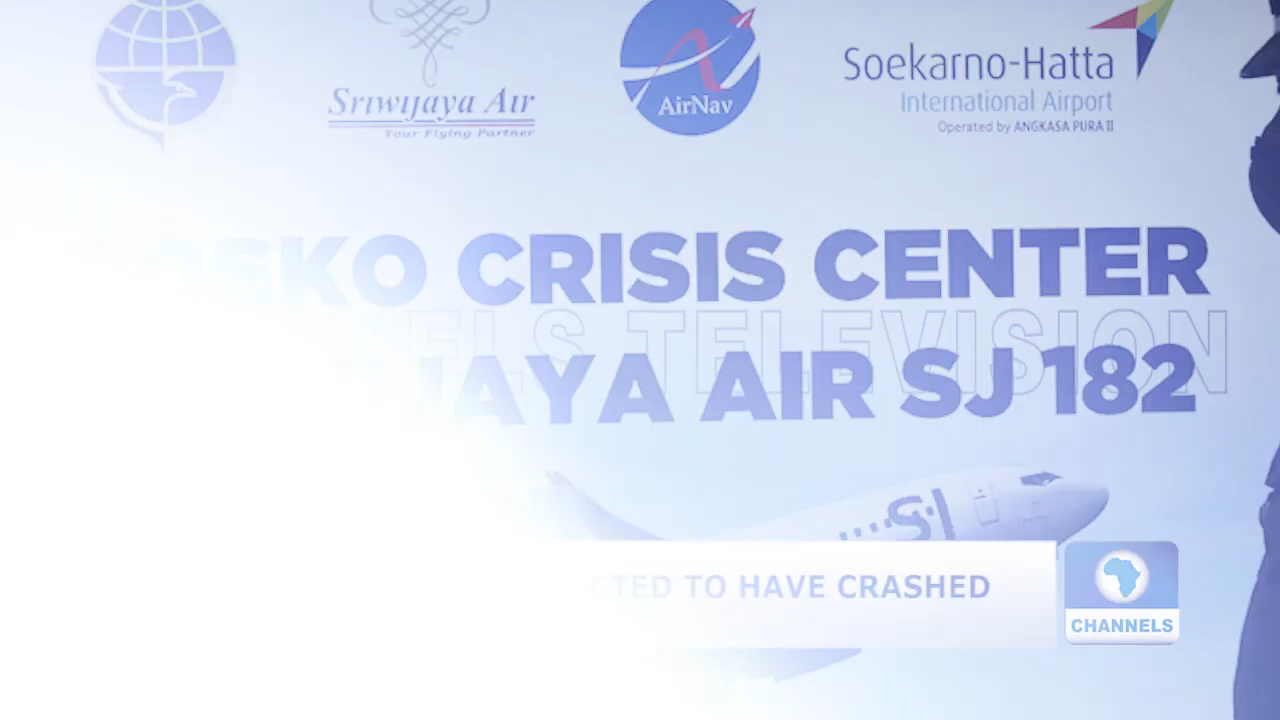 Sriwijaya Air
Your Flying Partner
AirNav
Soekarno-Hatta
International Airport
Operated by ANGKASA PURA II
CRISIS CENTER
TELEVISION
AIR SJ 182
SJ
TO HAVE CRASHED
CHANNELS